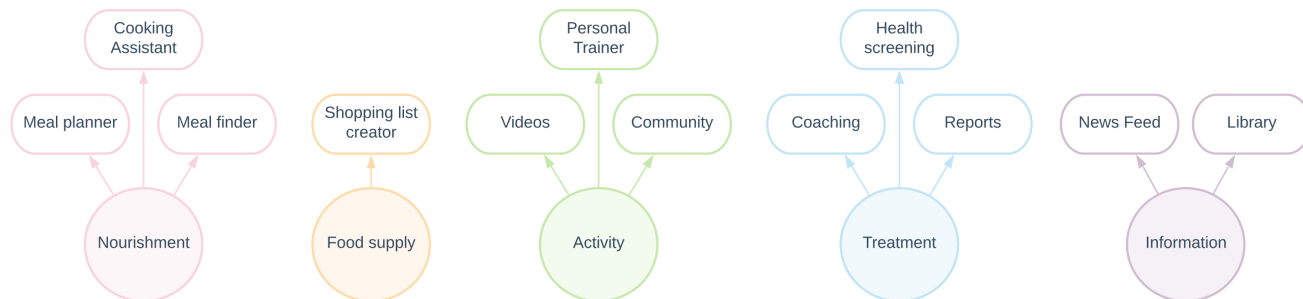 Cooking
Assistant
Meal planner
Meal finder
Nourishment
Shopping list
creator
Food supply
Personal
Trainer
Videos
Community
Activity
Health
screening
Coaching
Reports
Treatment
News Feed
Library
Information